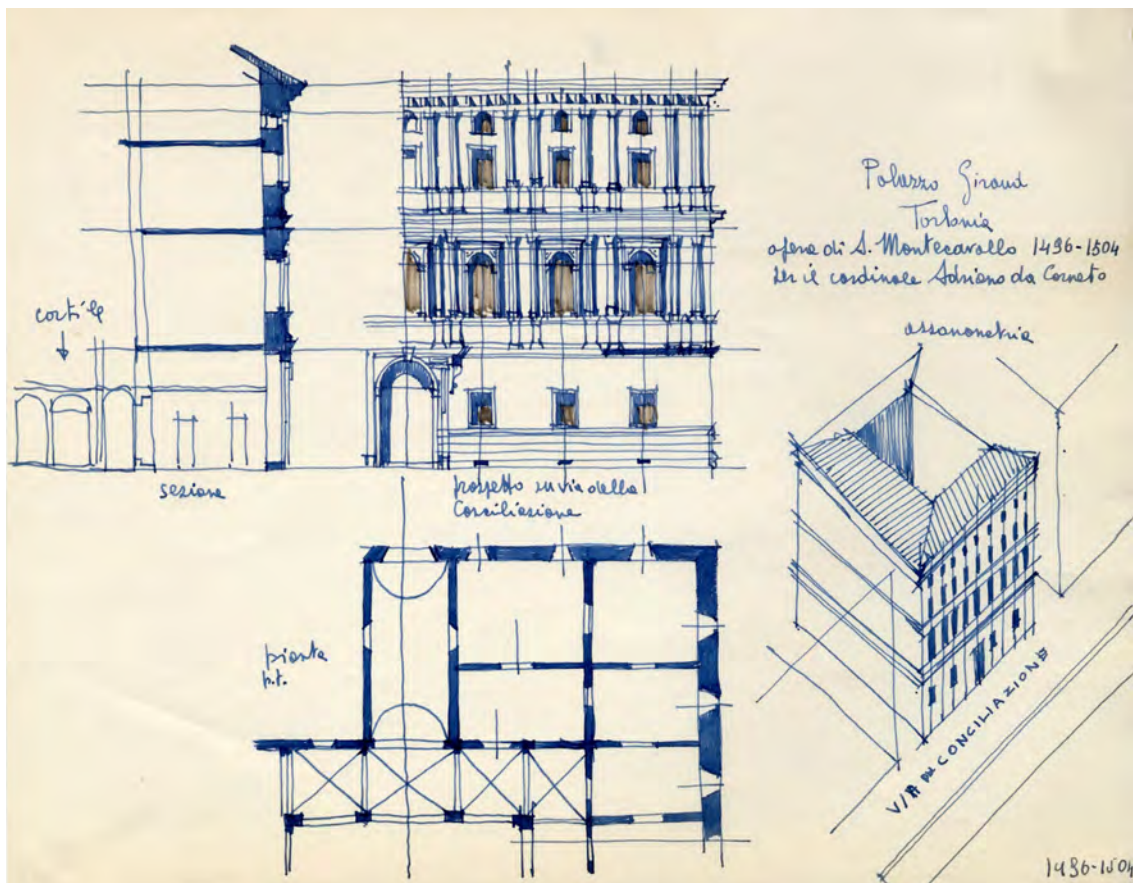 Palazzo Giraud
Torlonia
opera di S. Montecavallo 1496-1504
per il cardinale Adriano da Corneto
cortile
assonometria
sezione
prospetto su via della
Conciliazione
pianta
p.t.
VIA DEL CONCILIAZIONE
1496-1504